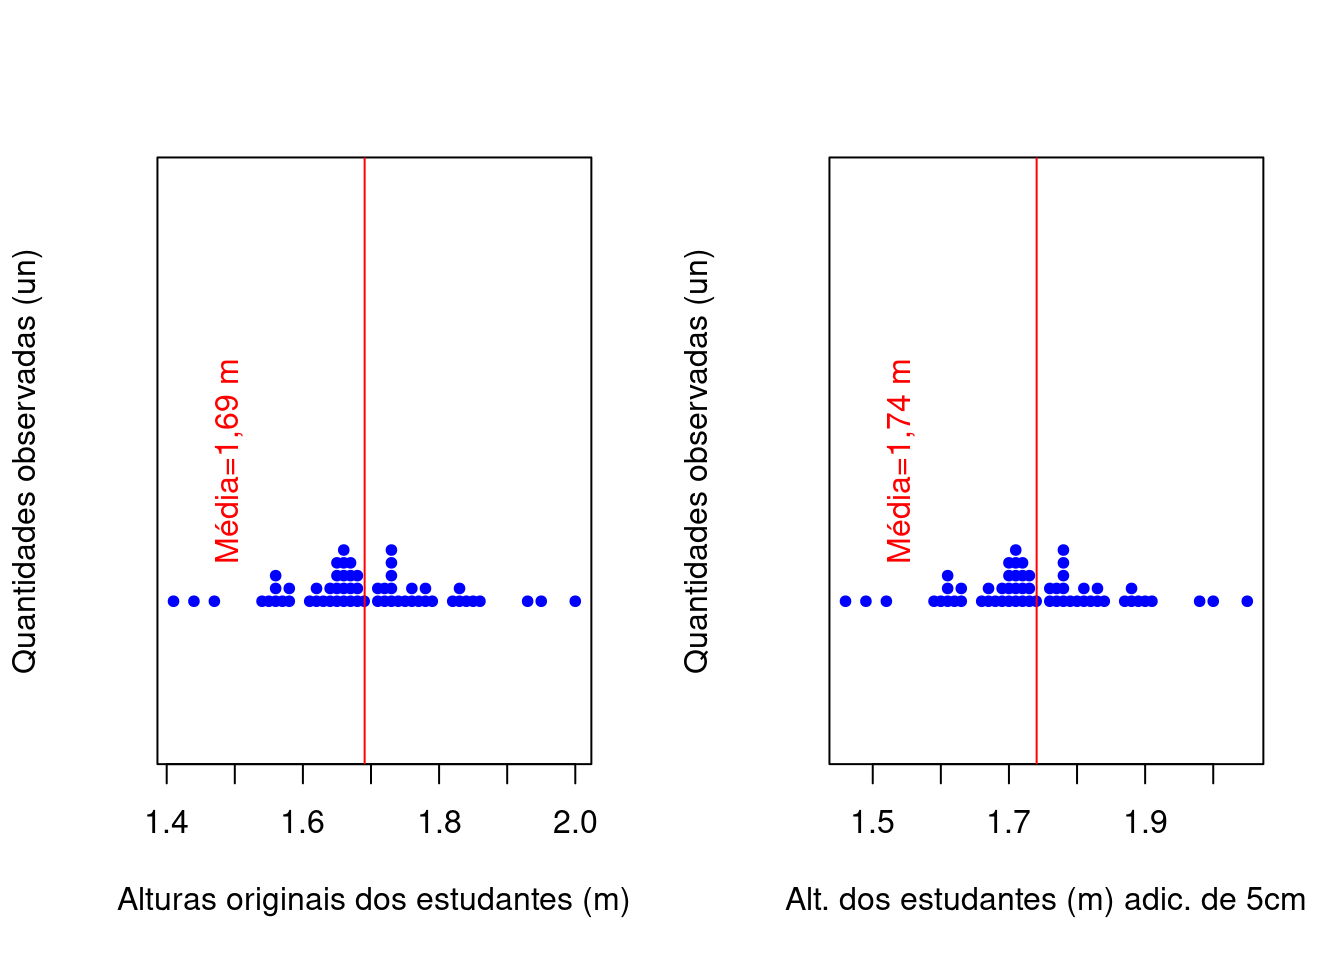 Quantidades observadas (un)
Média=1,69 m
1.4 1.6 1.8 2.0
Alturas originais dos estudantes (m)
Quantidades observadas (un)
Média=1,74 m
1.5 1.7 1.9
Alt. dos estudantes (m) adic. de 5cm